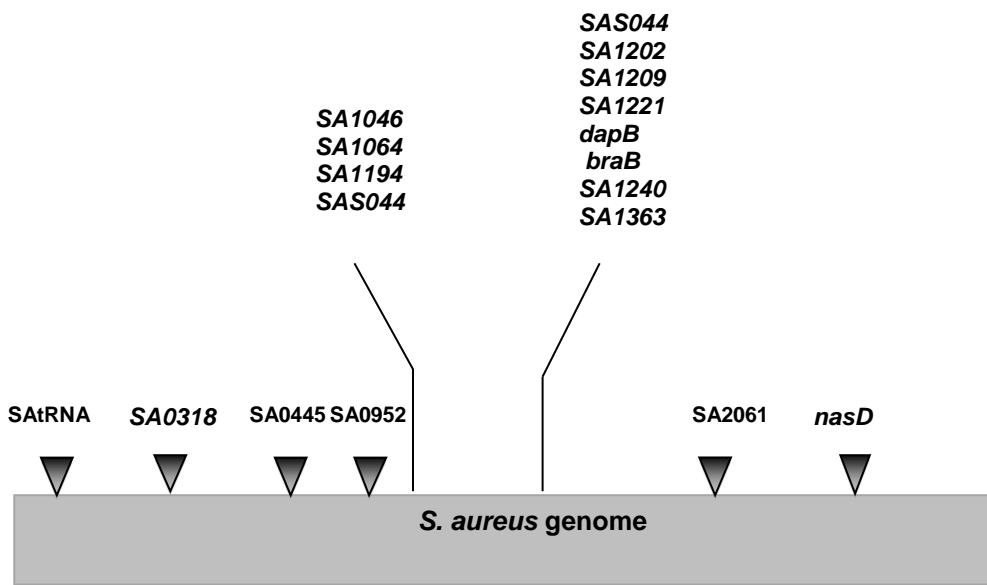 SAS044
SA1202
SA1209
SA1221
dapB
braB
SA1240
SA1363
SA1046
SA1064
SA1194
SAS044
SAtRNA
SA0318
SA0445
SA0952
SA2061
nasD
S. aureus genome